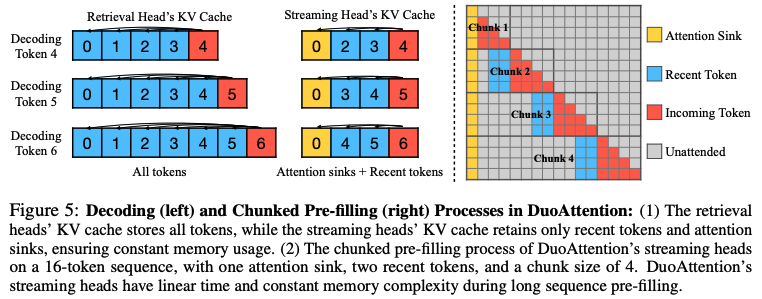 Retrieval Head's KV Cache
Streaming Head's KV Cache
Decoding
Token 4
0 1 2 3 4
0 2 3 4
Decoding
Token 5
0 1 2 3 4 5
0 3 4 5
Decoding
Token 6
0 1 2 3 4 5 6
0 4 5 6
All tokens
Attention sinks + Recent tokens
Chunk 1
Chunk 2
Chunk 3
Chunk 4
Attention Sink
Recent Token
Incoming Token
Unattended
Figure 5: Decoding (left) and Chunked Pre-filling (right) Processes in DuoAttention: (1) The retrieval
heads' KV cache stores all tokens, while the streaming heads' KV cache retains only recent tokens and attention
sinks, ensuring constant memory usage. (2) The chunked pre-filling process of DuoAttention's streaming heads
on a 16-token sequence, with one attention sink, two recent tokens, and a chunk size of 4. DuoAttention's
streaming heads have linear time and constant memory complexity during long sequence pre-filling.